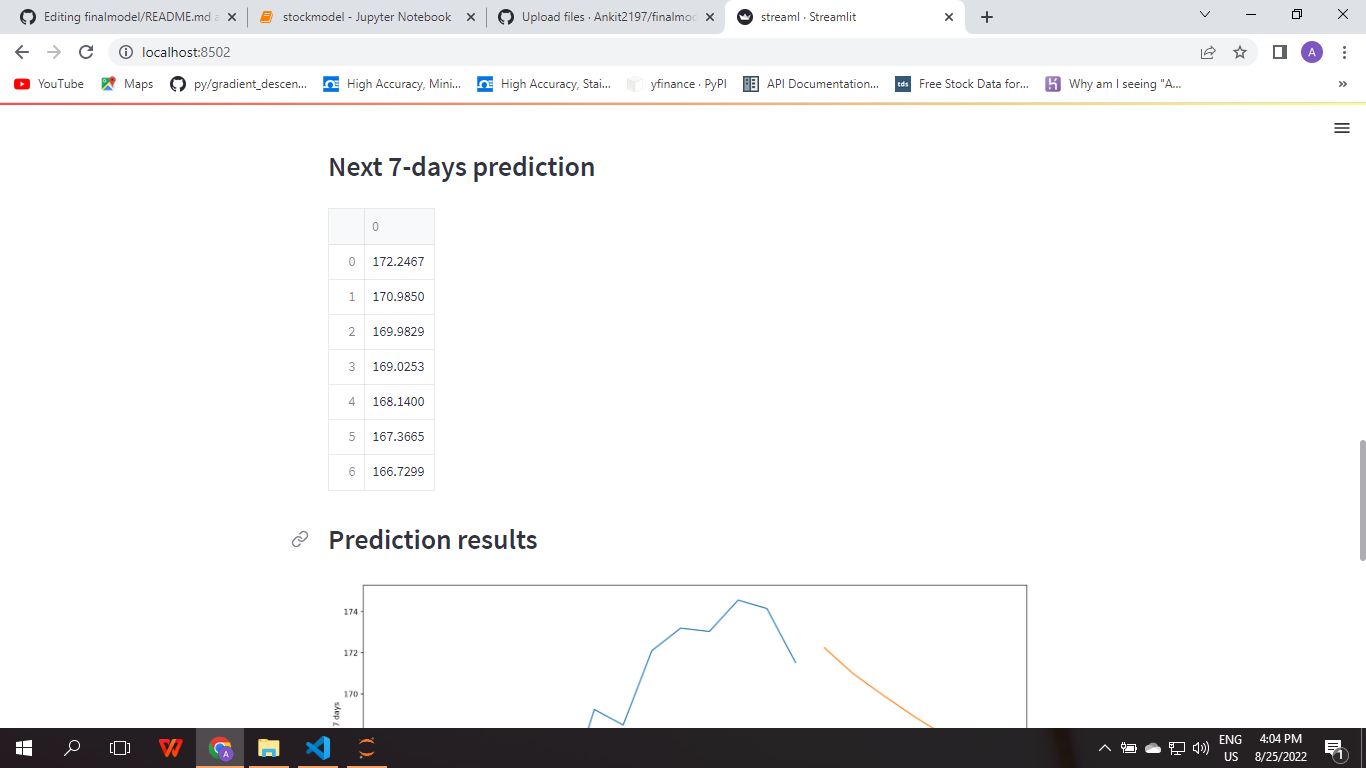 Editing finalmodel/README.md a
stockmodel - Jupyter Notebook
Upload files · Ankit2197/finalmod
streaml · Streamlit
localhost:8502
A
YouTube
Maps
py/gradient_descen...
High Accuracy, Mini...
High Accuracy, Stai...
yfinance · PyPI
API Documentation...
tds
Free Stock Data for...
Why am I seeing "A...
»
Next 7-days prediction
0
0 172.2467
1 170.9850
2 169.9829
3 169.0253
4 168.1400
5 167.3665
6 166.7299
Prediction results
174
172
170
7 days
A
ENG
US
4:04 PM
8/25/2022
1